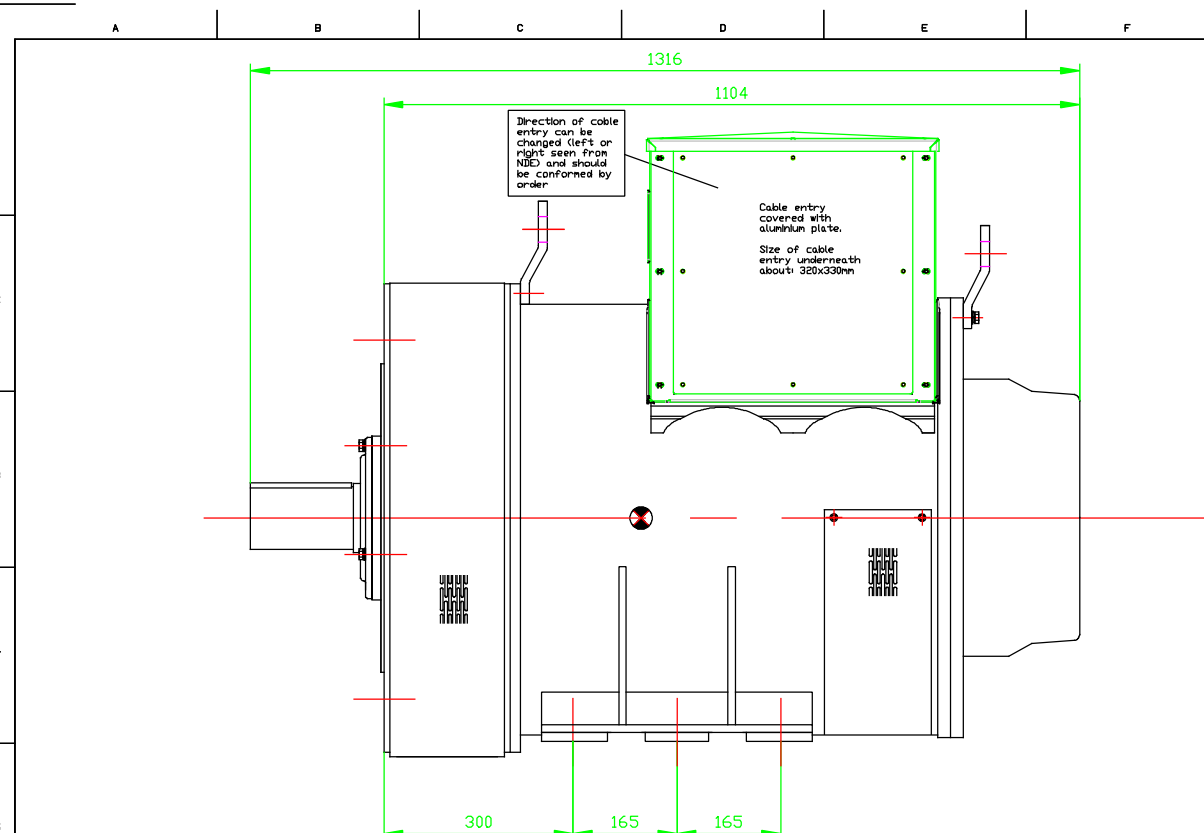 A B C D E F
1316
1104
Direction of cable
entry can be
changed (left or
right seen from
NDE) and should
be conformed by
order
Cable entry
covered with
aluminium plate.
Size of cable
entry underneath
about: 320x330mm
300 165 165